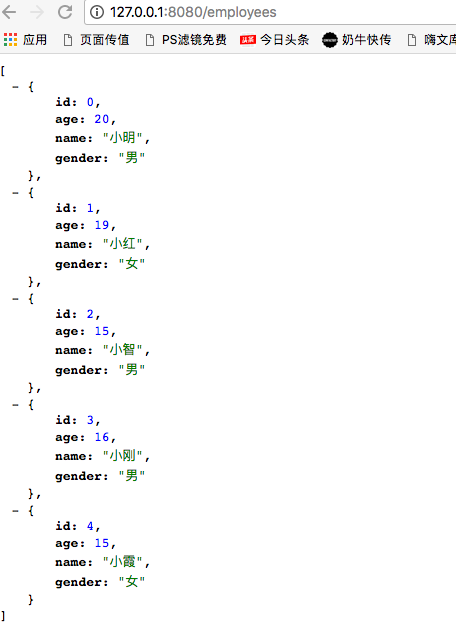 127.0.0.1:8080/employees
应用 页面传值 PS滤镜免费 今日头条 奶牛快传 嗨文库
[
- {
id: 0,
age: 20,
name: "小明",
gender: "男"
},
- {
id: 1,
age: 19,
name: "小红",
gender: "女"
},
- {
id: 2,
age: 15,
name: "小智",
gender: "男"
},
- {
id: 3,
age: 16,
name: "小刚",
gender: "男"
},
- {
id: 4,
age: 15,
name: "小霞",
gender: "女"
}
]